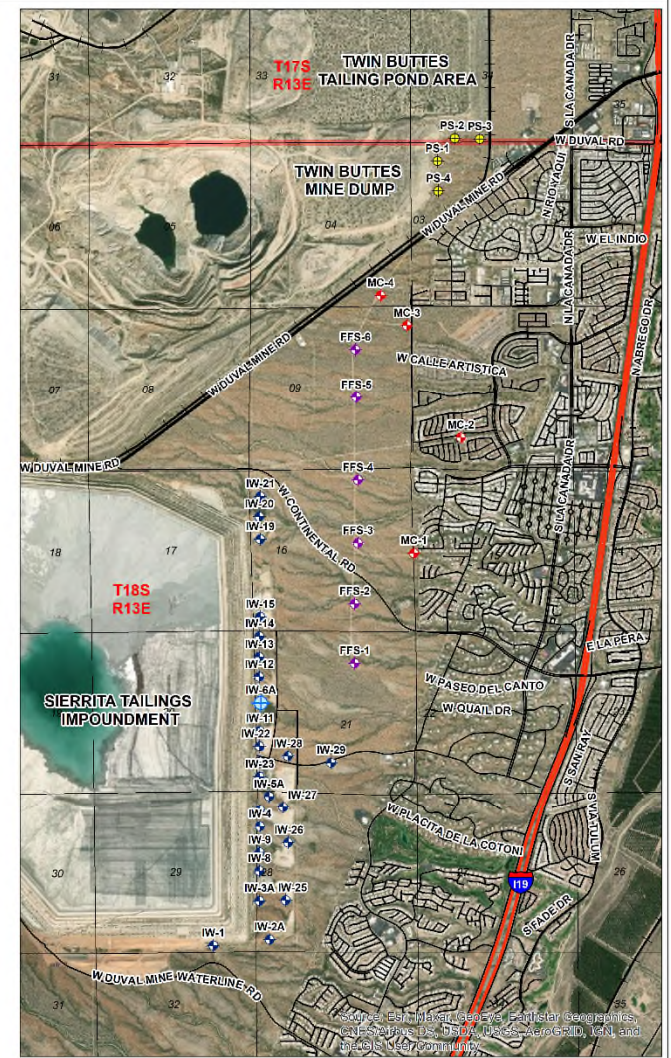 TWIN BUTTES
TAILING POND AREA
T17S
R13E
31
32
33
34
35
S LA CANADA DR
PS-2
PS-3
W DUVAL RD
PS-1
PS-4
TWIN BUTTES
MINE DUMP
N RIO YAQUI
W DUVAL MINE RD
05
04
03
W EL INDIO
N LA CANADA DR
N ABREGO DR
MC-4
MC-3
FFS-6
W CALLE ARTISTICA
W DUVAL MINE RD
07
08
09
FFS-5
MC-2
W DUVAL MINE RD
FFS-4
S LA CANADA DR
IW-21
IW-20
IW-19
W CONTINENTAL RD
FFS-3
MC-1
18
17
16
T18S
R13E
FFS-2
IW-15
IW-14
IW-13
IW-12
E LA PERA
FFS-1
W PASEO DEL CANTO
IW-6A
SIERRITA TAILINGS
IMPOUNDMENT
W QUAIL DR
IW-11
21
22
IW-22
IW-28
IW-29
S SAN RAY
IW-23
IW-5A
IW-27
S VIA TULUM
IW-4
W PLACITA DE LA COTONI
IW-26
IW-9
IW-8
30
29
28
27
26
I19
IW-3A
IW-25
S FADE DR
IW-1
IW-2A
W DUVAL MINE WATERLINE RD
31
32
33
34
35
Source: Esri, Maxar, GeoEye, Earthstar Geographics,
CNES/Airbus DS, USDA, USGS, AeroGRID, IGN, and
the GIS User Community